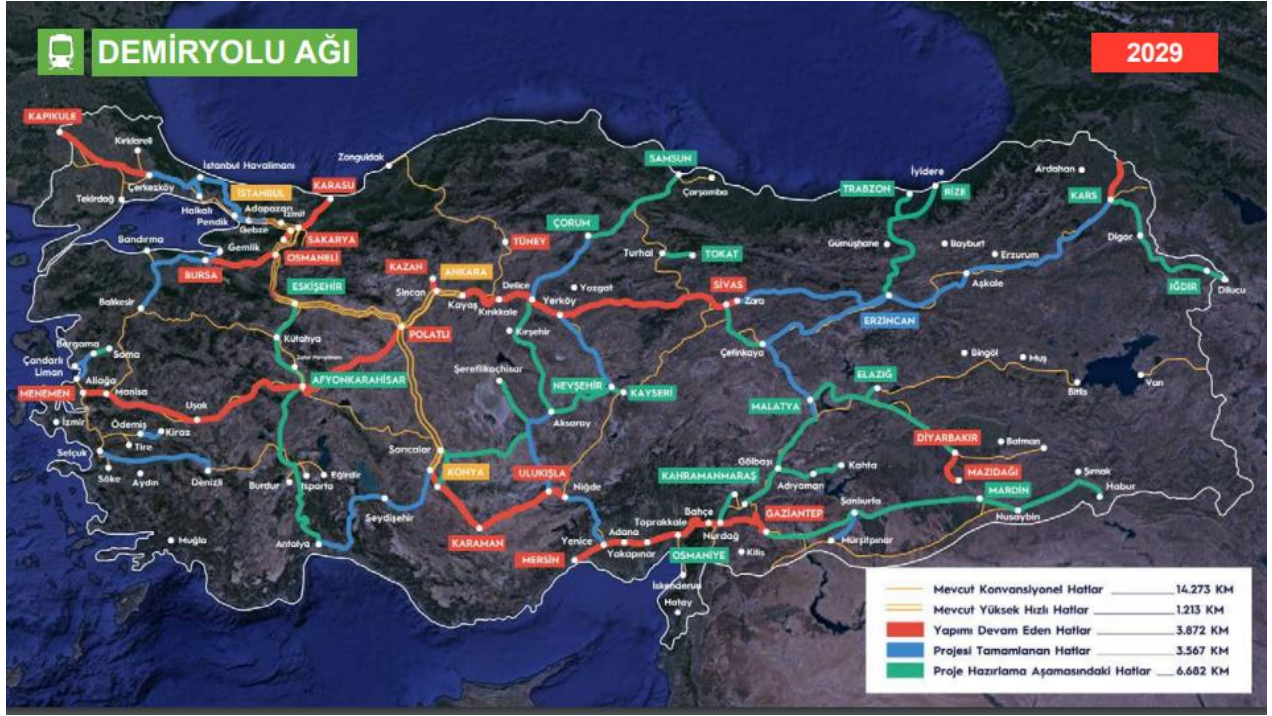 DEMİRYOLU AĞI
2029
KAPIKULE
Kırklareli
İstanbul Havalimanı
Zonguldak
Çerkezköy
Tekirdağ
İSTANBUL
KARASU
Halkalı
Pendik
Adapazarı
İzmit
Gebze
SAKARYA
OSMANELİ
Bandırma
Gemlik
BURSA
Balıkesir
ESKİŞEHİR
Kütahya
Zafer Havalimanı
AFYONKARAHİSAR
Bergama
Soma
Çandarlı
Liman
Aliağa
MENEMEN
Manisa
Uşak
İzmir
Ödemiş
Kiraz
Tire
Selçuk
Söke
Aydın
Denizli
Muğla
Burdur
Isparta
Eğirdir
Antalya
Seydişehir
SAMSUN
Çarşamba
ÇORUM
TÜNEY
KAZAN
ANKARA
Sincan
Kayaş
Kırıkkale
Delice
Yerköy
Yozgat
POLATLI
Kırşehir
Şereflikoçhisar
NEVŞEHİR
KAYSERİ
Aksaray
Sarıcalar
KONYA
KARAMAN
ULUKIŞLA
Niğde
MERSİN
Yenice
Adana
Yakapınar
Toprakkale
Bahçe
Nurdağ
OSMANİYE
İskenderun
Hatay
KAHRAMANMARAŞ
Gölbaşı
Adıyaman
Kahta
GAZİANTEP
Kilis
Şanlıurfa
Mürşitpınar
Turhal
TOKAT
SİVAS
Zara
Çetinkaya
MALATYA
ELAZIĞ
DİYARBAKIR
MAZIDAĞI
MARDİN
Nusaybin
Batman
Şırnak
Habur
Bingöl
Muş
Bitlis
Van
İyidere
TRABZON
RİZE
Gümüşhane
Bayburt
Erzurum
Aşkale
ERZİNCAN
Ardahan
KARS
Digor
IĞDIR
Dilucu
Mevcut Konvansiyonel Hatlar 14.273 KM
Mevcut Yüksek Hızlı Hatlar 1.213 KM
Yapımı Devam Eden Hatlar 3.872 KM
Projesi Tamamlanan Hatlar 3.567 KM
Proje Hazırlama Aşamasındaki Hatlar 6.682 KM